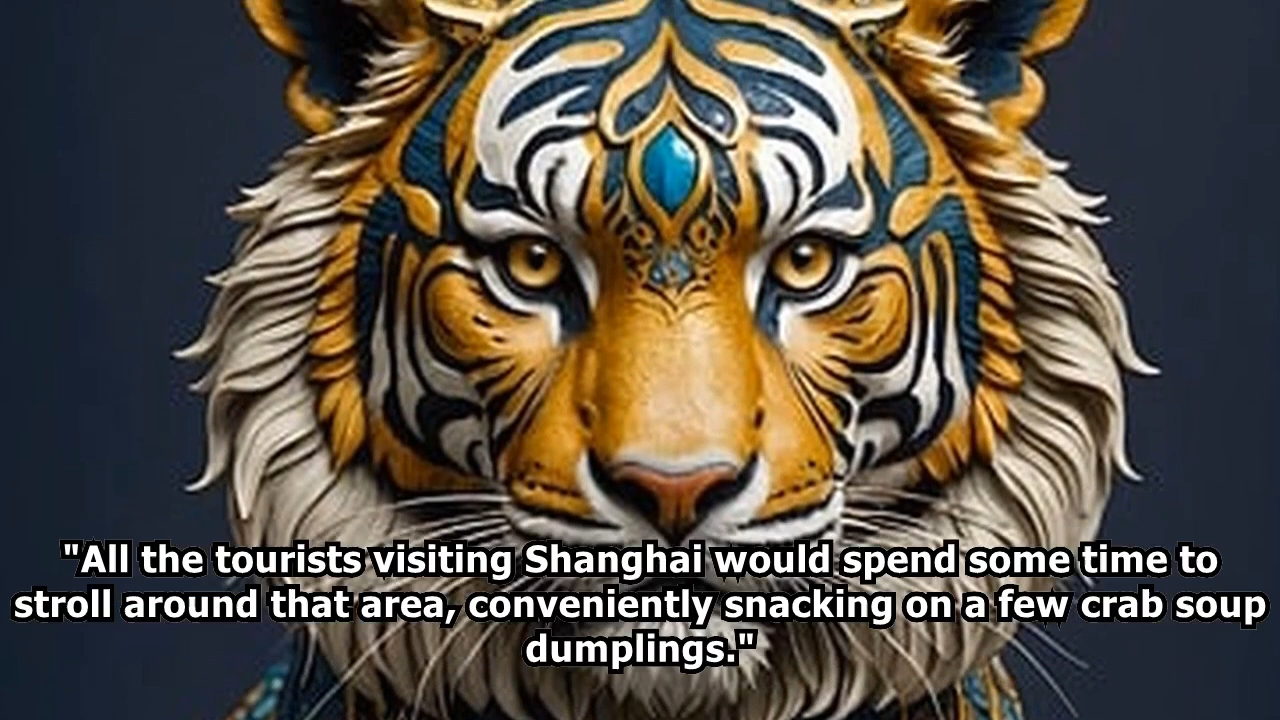 "All the tourists visiting Shanghai would spend some time to
stroll around that area, conveniently snacking on a few crab soup
dumplings."